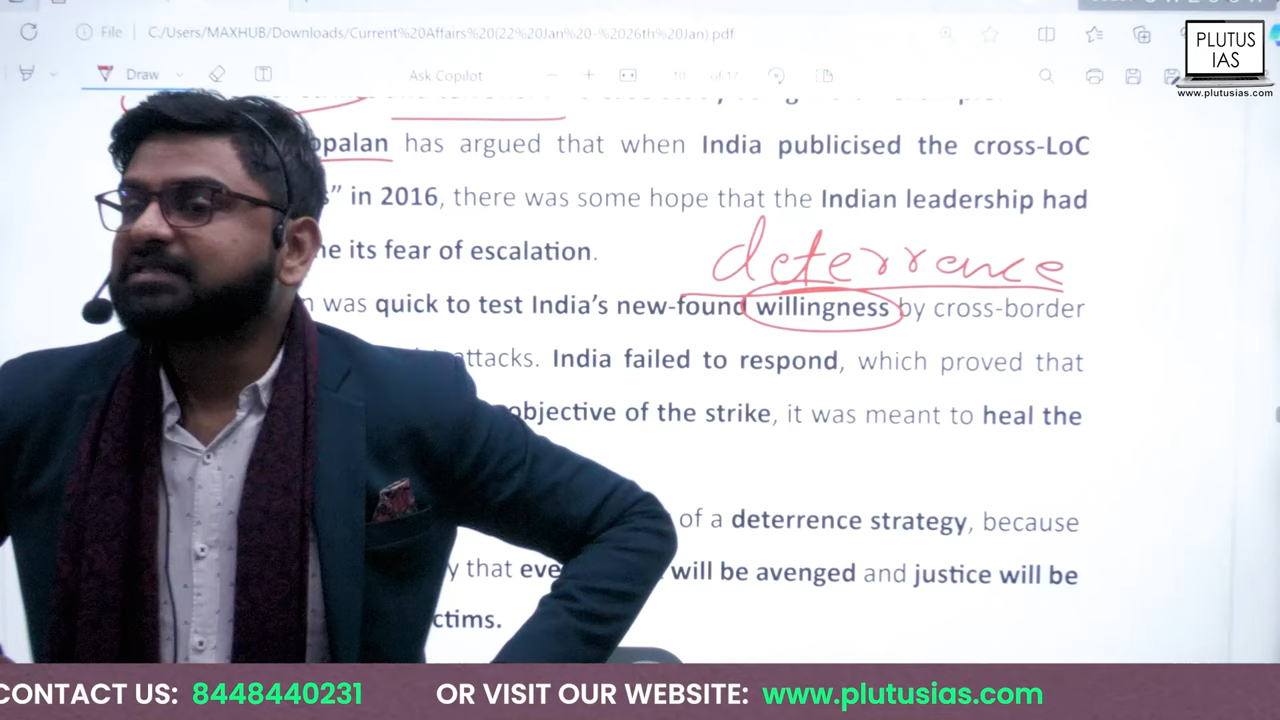 File C:/Users/MAXHUB/Downloads/Current%20Affairs%20(22%20Jan%20-%2026th%20Jan).pdf
PLUTUS
IAS
www.plutusias.com
Draw
Ask Copilot
of 17
opalan has argued that when India publicised the cross-LoC
” in 2016, there was some hope that the Indian leadership had
its fear of escalation.
deterrence
was quick to test India’s new-found willingness by cross-border
attacks. India failed to respond, which proved that
objective of the strike, it was meant to heal the
of a deterrence strategy, because
that will be avenged and justice will be
CONTACT US: 8448440231 OR VISIT OUR WEBSITE: www.plutusias.com